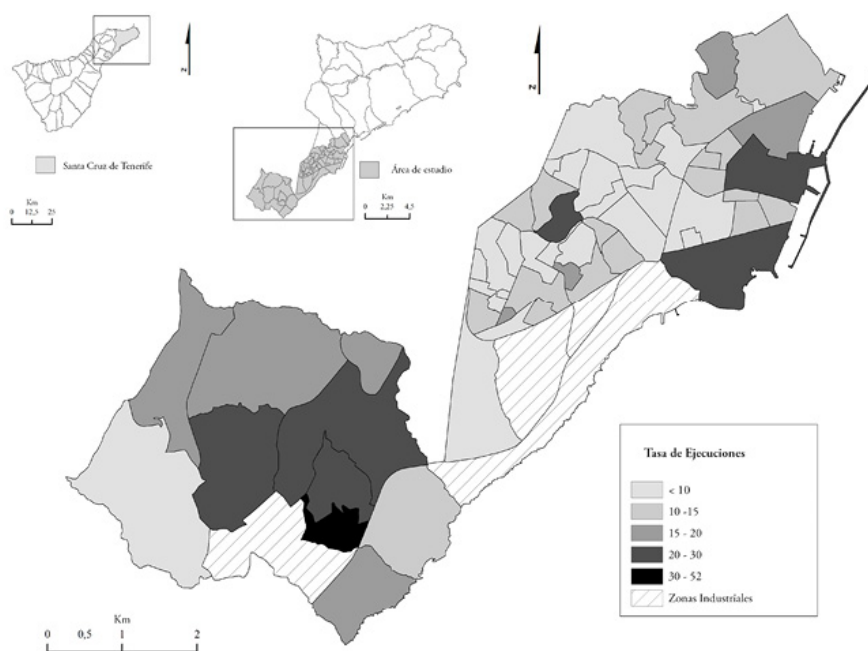 Z
Santa Cruz de Tenerife
Km
0 12,5 25
Z
Área de estudio
Km
0 2,25 4,5
Z
Tasa de Ejecuciones
< 10
10 -15
15 - 20
20 - 30
30 - 52
Zonas Industriales
Km
0 0,5 1 2